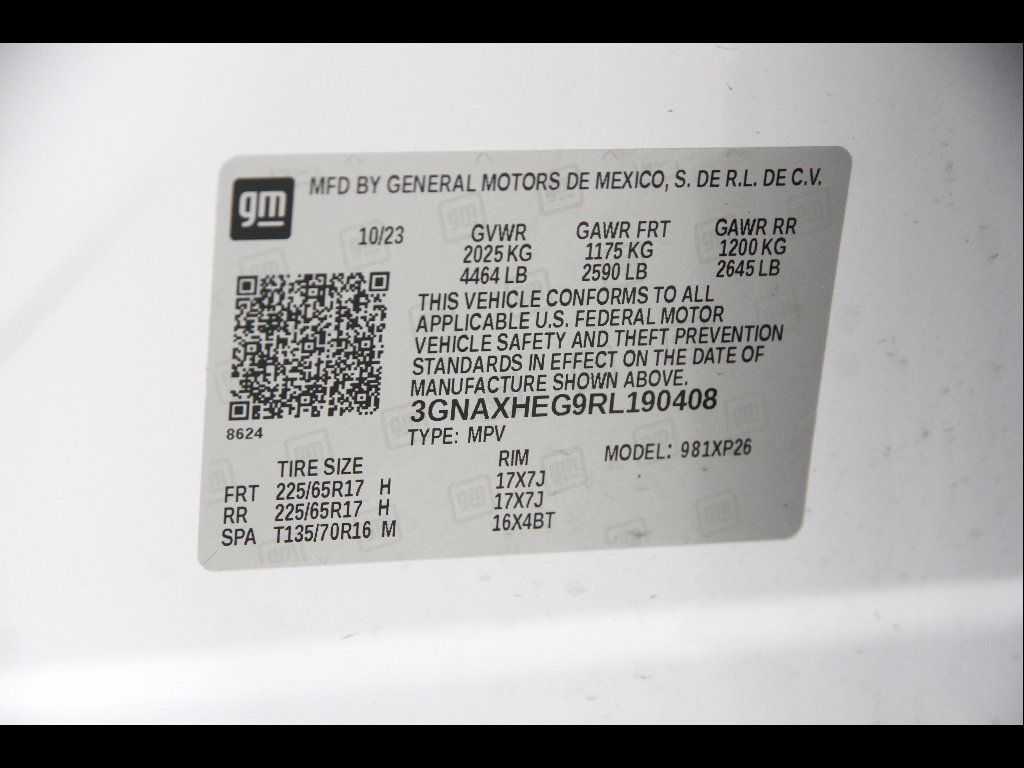 gm MFD BY GENERAL MOTORS DE MEXICO, S. DE R.L. DE C.V.
10/23 GVWR GAWR FRT GAWR RR
2025 KG 1175 KG 1200 KG
4464 LB 2590 LB 2645 LB
THIS VEHICLE CONFORMS TO ALL
APPLICABLE U.S. FEDERAL MOTOR
VEHICLE SAFETY AND THEFT PREVENTION
STANDARDS IN EFFECT ON THE DATE OF
MANUFACTURE SHOWN ABOVE.
3GNAXHEG9RL190408
8624
TYPE: MPV MODEL: 981XP26
TIRE SIZE RIM
FRT 225/65R17 H 17X7J
RR 225/65R17 H 17X7J
SPA T135/70R16 M 16X4BT